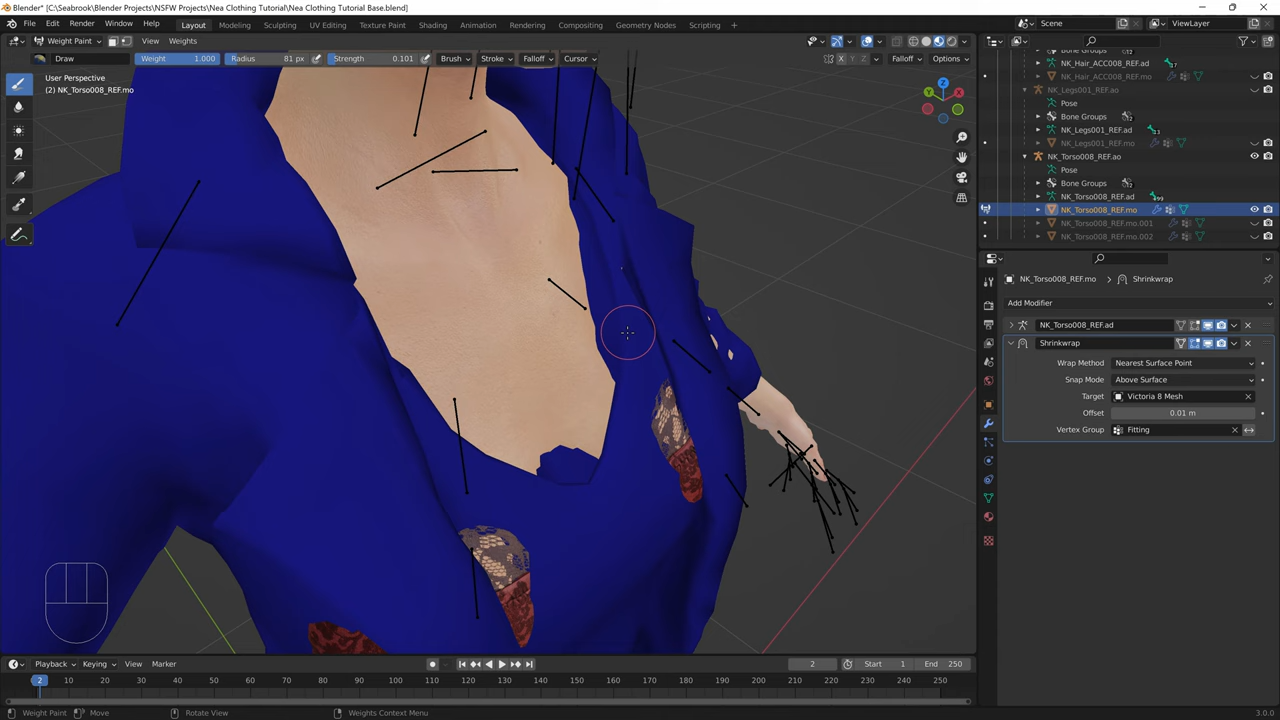 Blender* [C:\Seabrook\Blender Projects\NSFW Projects\Nea Clothing Tutorial\Nea Clothing Tutorial Base.blend]
File Edit Render Window Help Layout Modeling Sculpting UV Editing Texture Paint Shading Animation Rendering Compositing Geometry Nodes Scripting Scene ViewLayer
Weight Paint View Weights
Draw Weight 1.000 Radius 81 px Strength 0.101 Brush Stroke Falloff Cursor X Y Z Falloff Options
User Perspective
(2) NK_Torso008_REF.mo
Bone Groups
NK_Hair_ACC008_REF.ad
NK_Hair_ACC008_REF.mo
NK_Legs001_REF.ao
Pose
Bone Groups
NK_Legs001_REF.ad
NK_Legs001_REF.mo
NK_Torso008_REF.ao
Pose
Bone Groups
NK_Torso008_REF.ad
NK_Torso008_REF.mo
NK_Torso008_REF.mo.001
NK_Torso008_REF.mo.002
NK_Torso008_REF.mo Shrinkwrap
Add Modifier
NK_Torso008_REF.ad
Shrinkwrap
Wrap Method Nearest Surface Point
Snap Mode Above Surface
Target Victoria 8 Mesh
Offset 0.01 m
Vertex Group Fitting
Playback Keying View Marker 2 Start 1 End 250
2 10 20 30 40 50 60 70 80 90 100 110 120 130 140 150 160 170 180 190 200 210 220 230 240 250
Weight Paint Move Rotate View Weights Context Menu 3.0.0